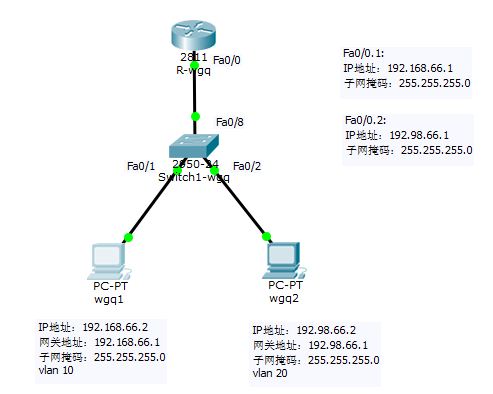 2811
R-wgq
Fa0/0
Fa0/0.1:
IP地址：192.168.66.1
子网掩码：255.255.255.0
Fa0/0.2:
IP地址：192.98.66.1
子网掩码：255.255.255.0
Fa0/8
2950-24
Switch1-wgq
Fa0/1
Fa0/2
PC-PT
wgq1
PC-PT
wgq2
IP地址：192.168.66.2
网关地址：192.168.66.1
子网掩码：255.255.255.0
vlan 10
IP地址：192.98.66.2
网关地址：192.98.66.1
子网掩码：255.255.255.0
vlan 20